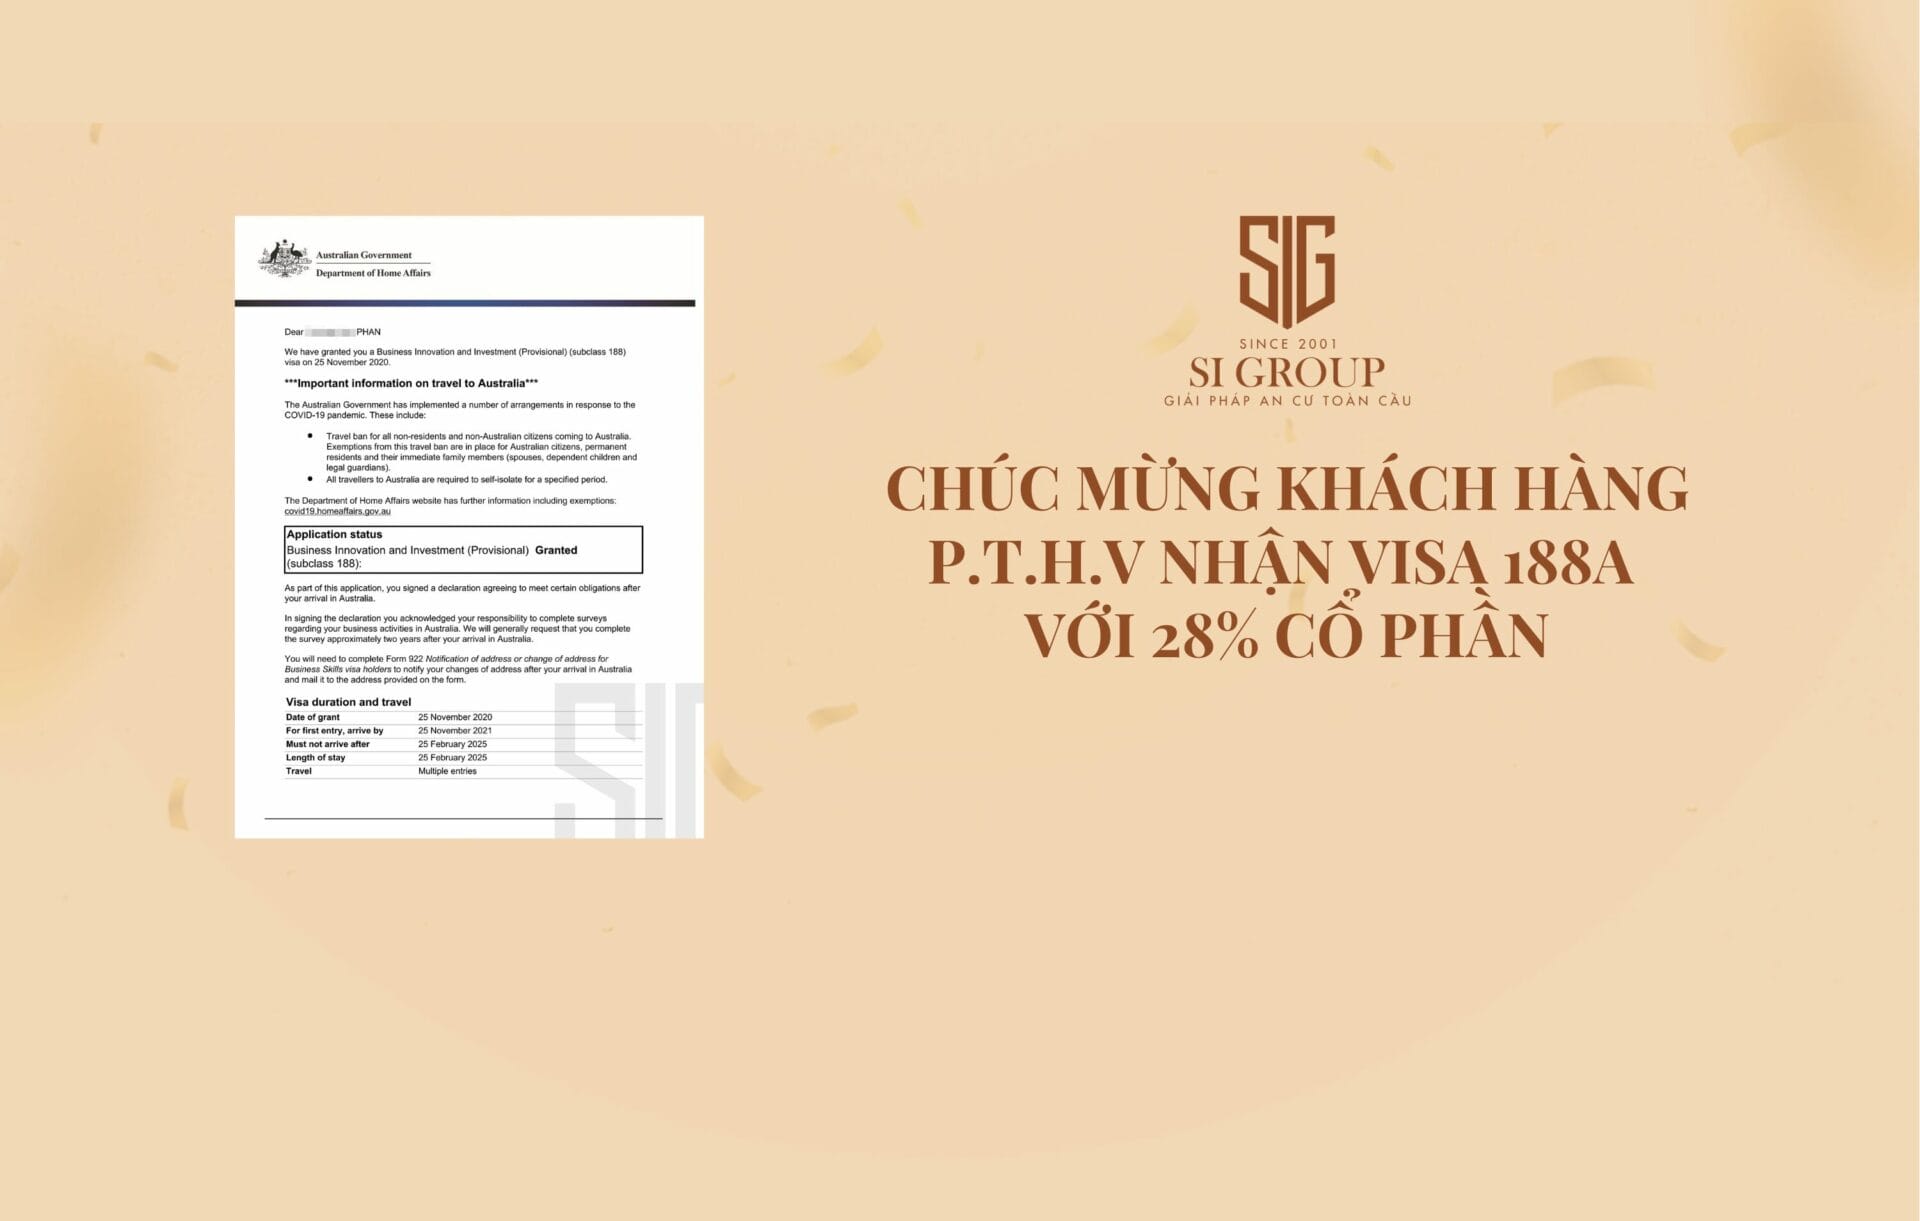 Australian Government
Department of Home Affairs
Dear PHAN
We have granted you a Business Innovation and Investment (Provisional) (subclass 188)
visa on 25 November 2020.
***Important information on travel to Australia***
The Australian Government has implemented a number of arrangements in response to the
COVID-19 pandemic. These include:
● Travel ban for all non-residents and non-Australian citizens coming to Australia.
Exemptions from this travel ban are in place for Australian citizens, permanent
residents and their immediate family members (spouses, dependent children and
legal guardians).
● All travellers to Australia are required to self-isolate for a specified period.
The Department of Home Affairs website has further information including exemptions:
covid19.homeaffairs.gov.au
Application status
Business Innovation and Investment (Provisional) Granted
(subclass 188):
As part of this application, you signed a declaration agreeing to meet certain obligations after
your arrival in Australia.
In signing the declaration you acknowledged your responsibility to complete surveys
regarding your business activities in Australia. We will generally request that you complete
the survey approximately two years after your arrival in Australia.
You will need to complete Form 922 Notification of address or change of address for
Business Skills visa holders to notify your changes of address after your arrival in Australia
and mail it to the address provided on the form.
Visa duration and travel
Date of grant 25 November 2020
For first entry, arrive by 25 November 2021
Must not arrive after 25 February 2025
Length of stay 25 February 2025
Travel Multiple entries
SIG
SIG
SINCE 2001
SI GROUP
GIẢI PHÁP AN CƯ TOÀN CẦU
CHÚC MỪNG KHÁCH HÀNG
P.T.H.V NHẬN VISA 188A
VỚI 28% CỔ PHẦN